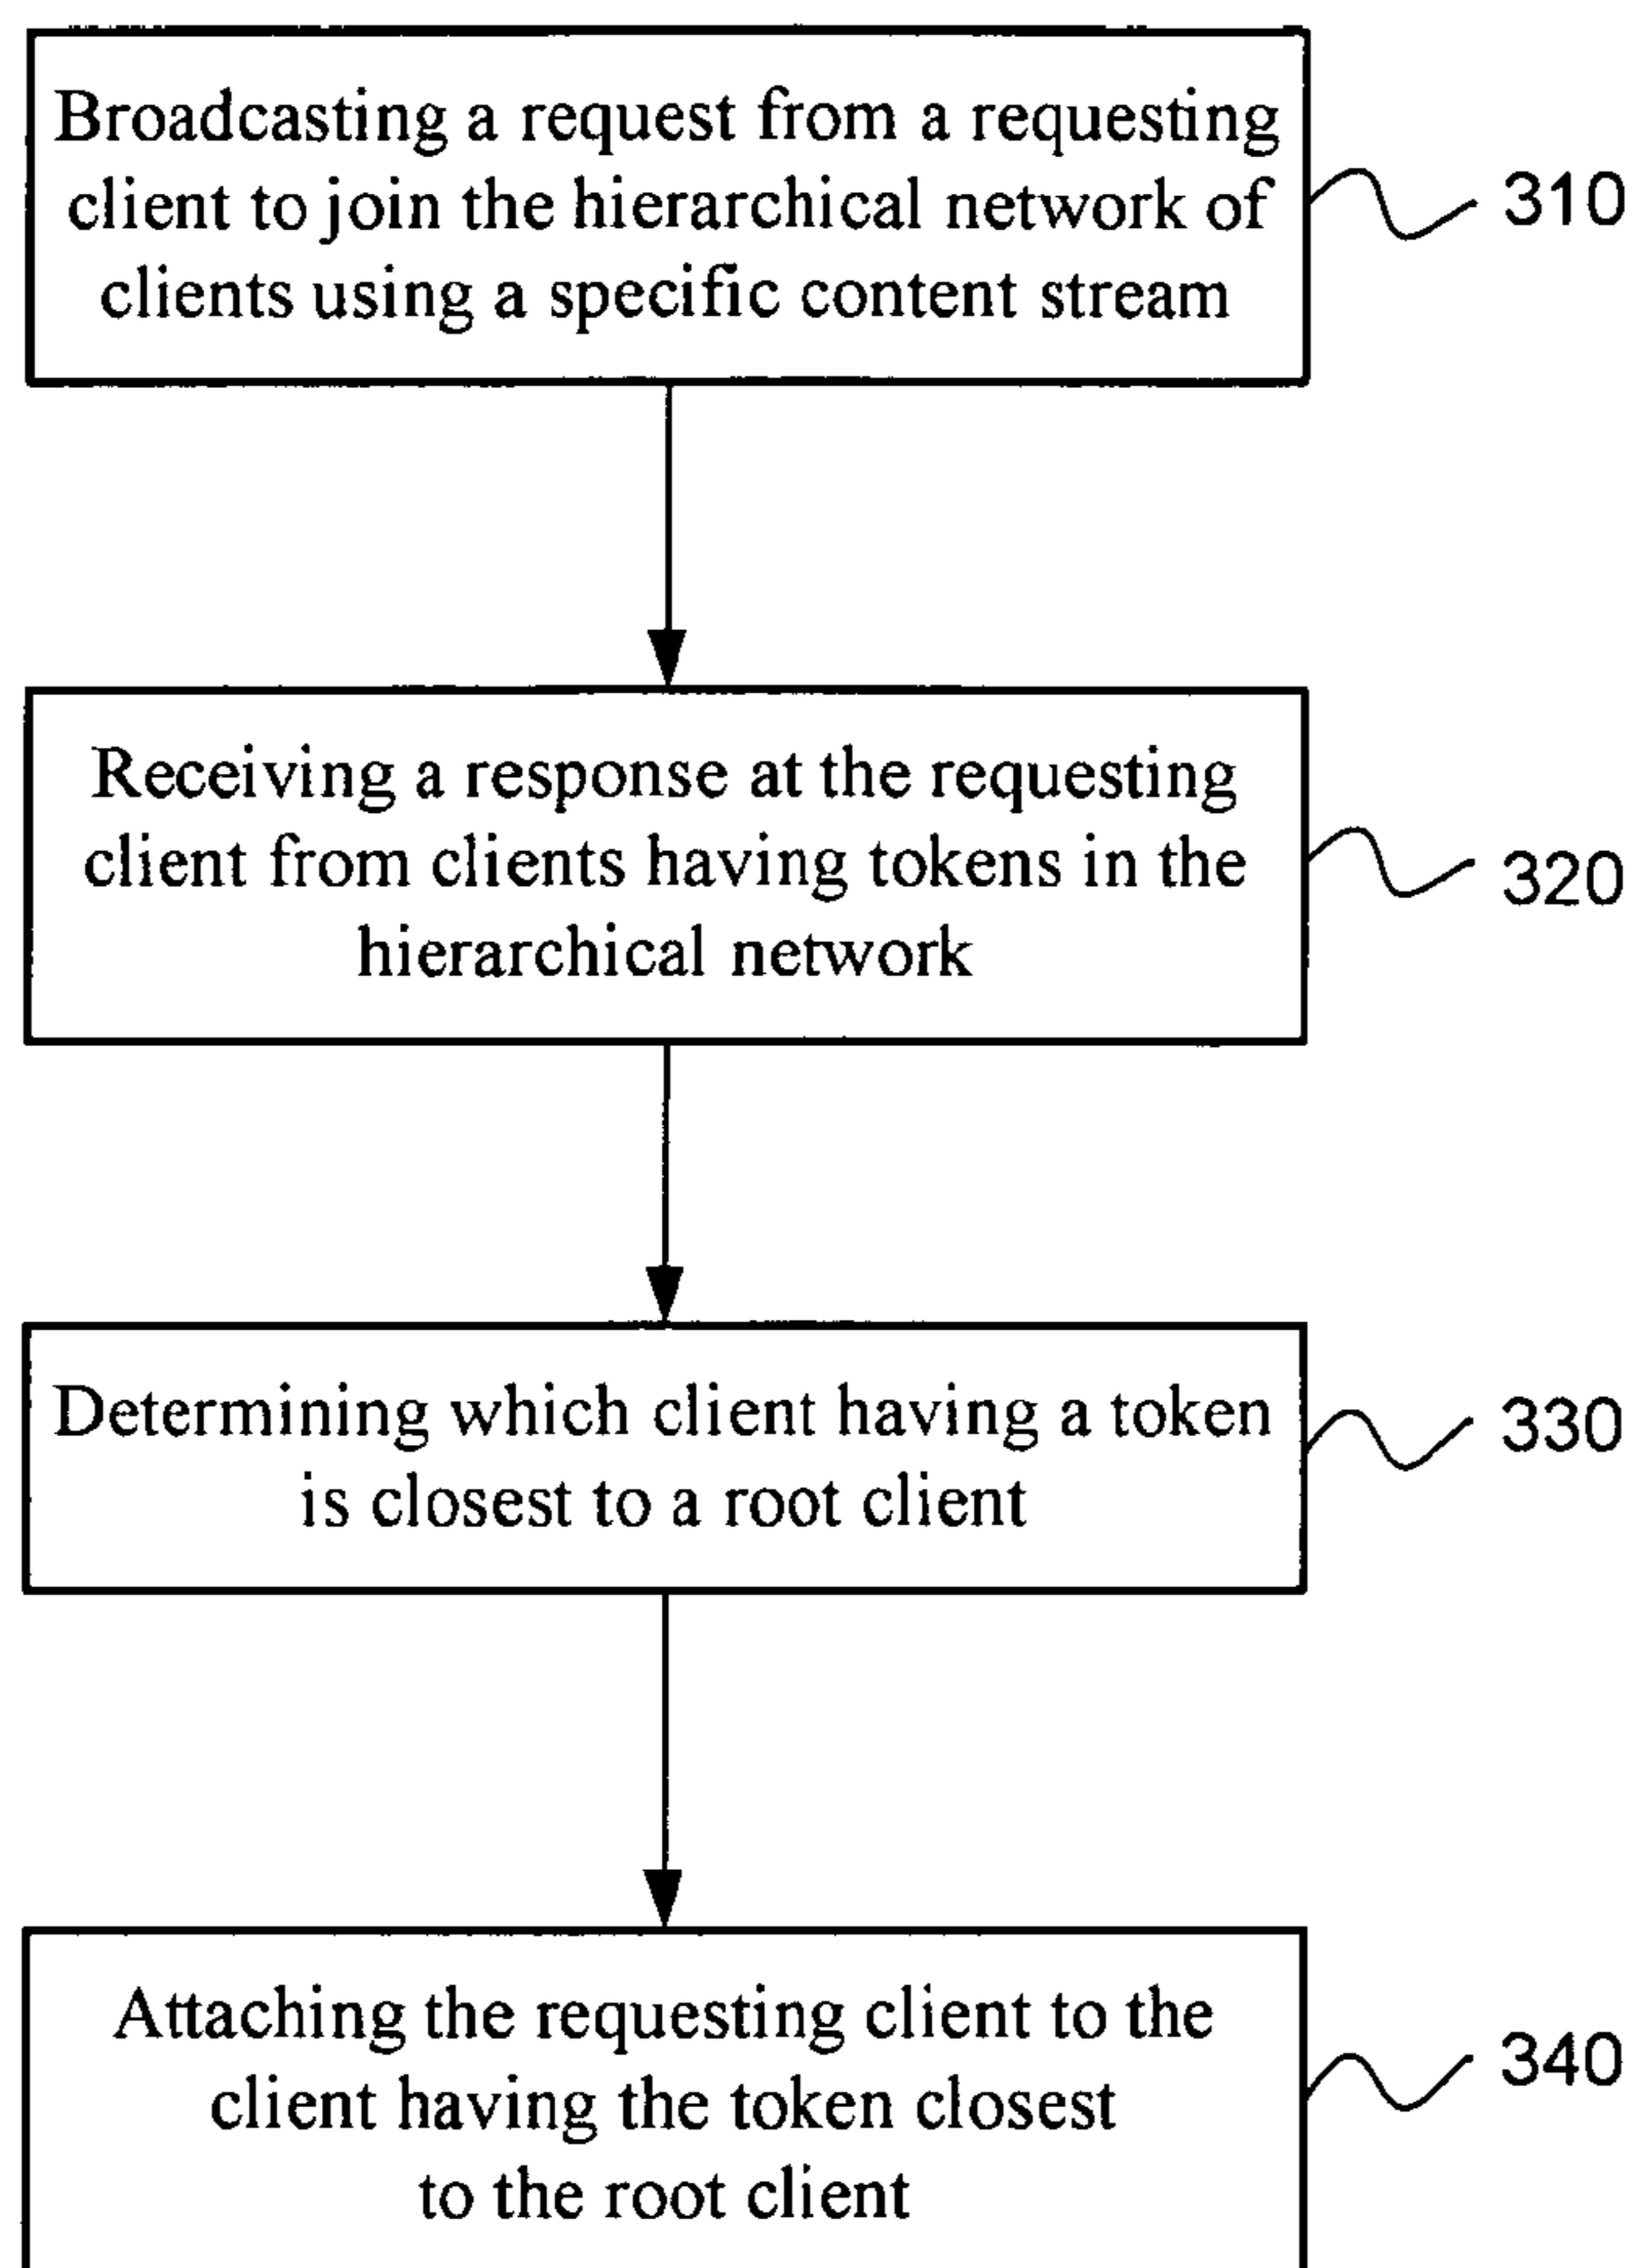 Broadcasting a request from a requesting
client to join the hierarchical network of
clients using a specific content stream
310
Receiving a response at the requesting
client from clients having tokens in the
hierarchical network
320
Determining which client having a token
is closest to a root client
330
Attaching the requesting client to the
client having the token closest
to the root client
340